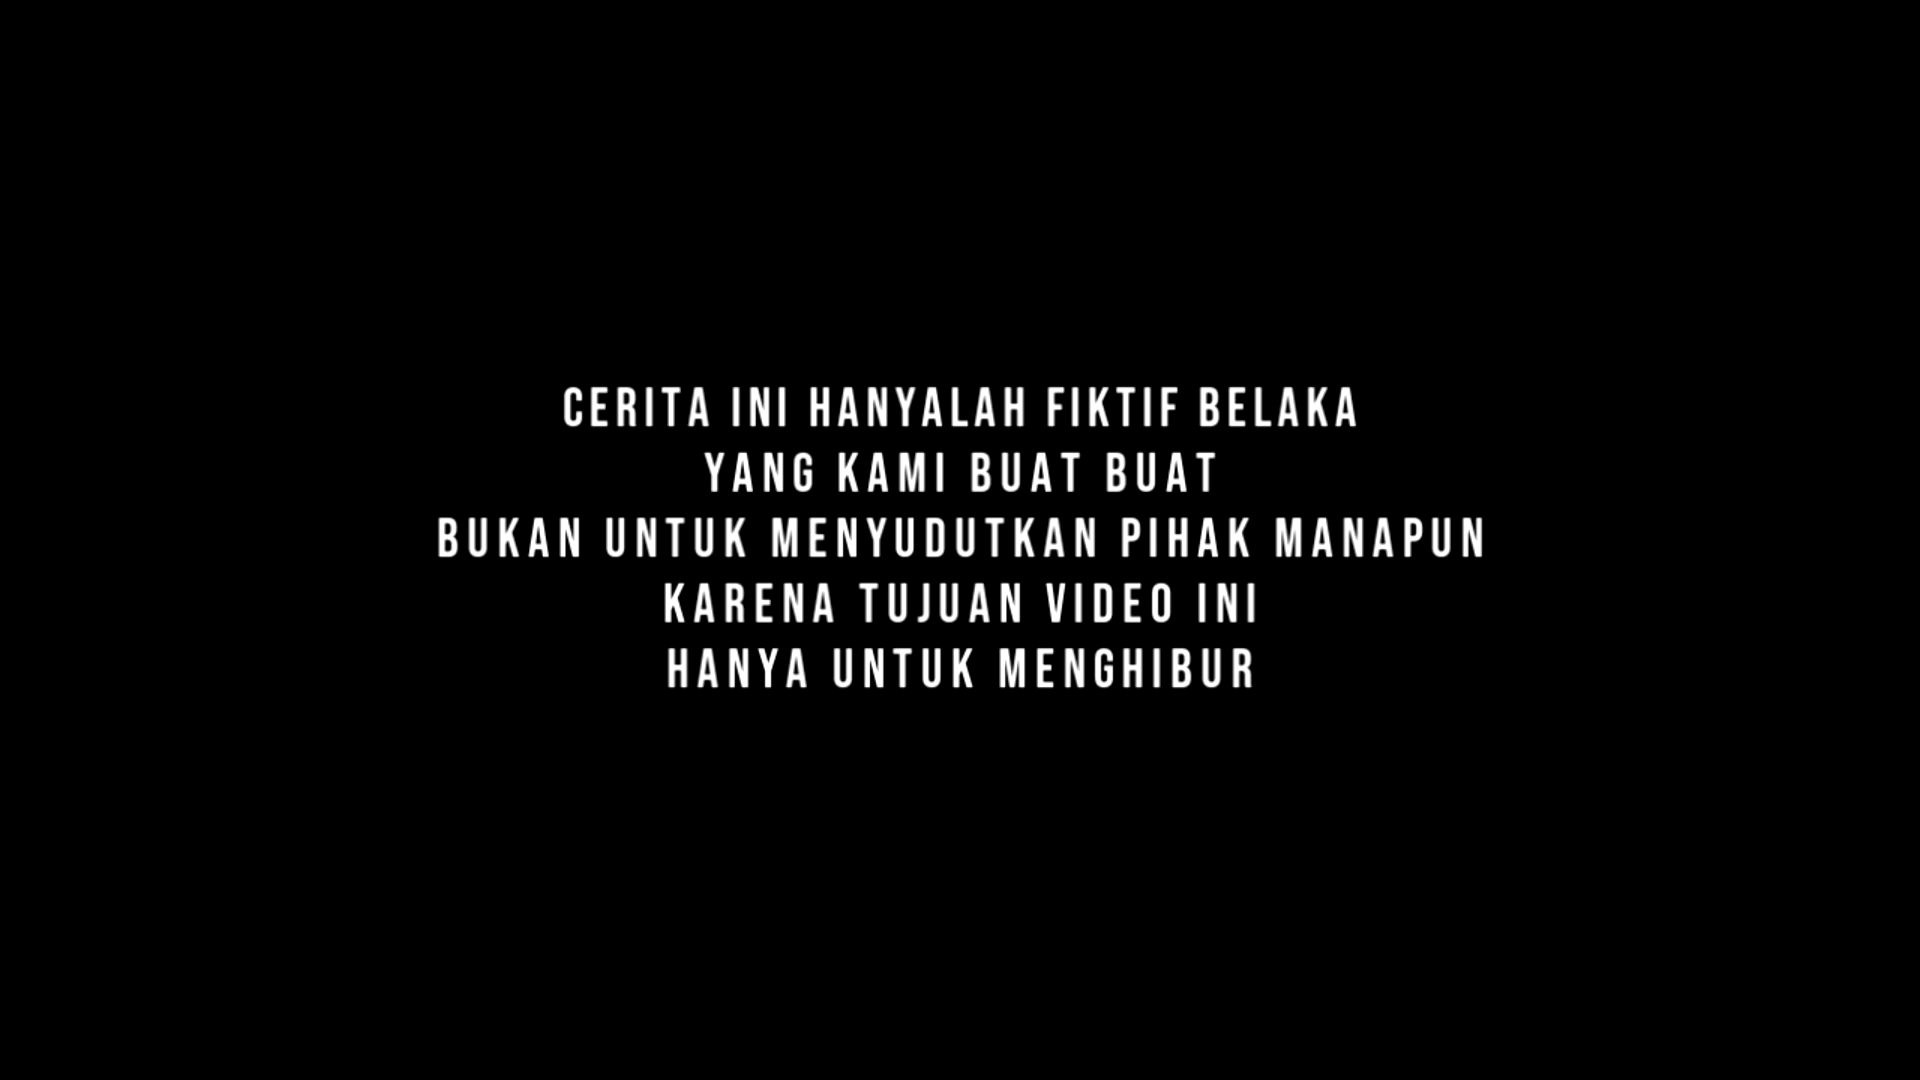 CERITA INI HANYALAH FIKTIF BELAKA
YANG KAMI BUAT BUAT
BUKAN UNTUK MENYUDUTKAN PIHAK MANAPUN
KARENA TUJUAN VIDEO INI
HANYA UNTUK MENGHIBUR